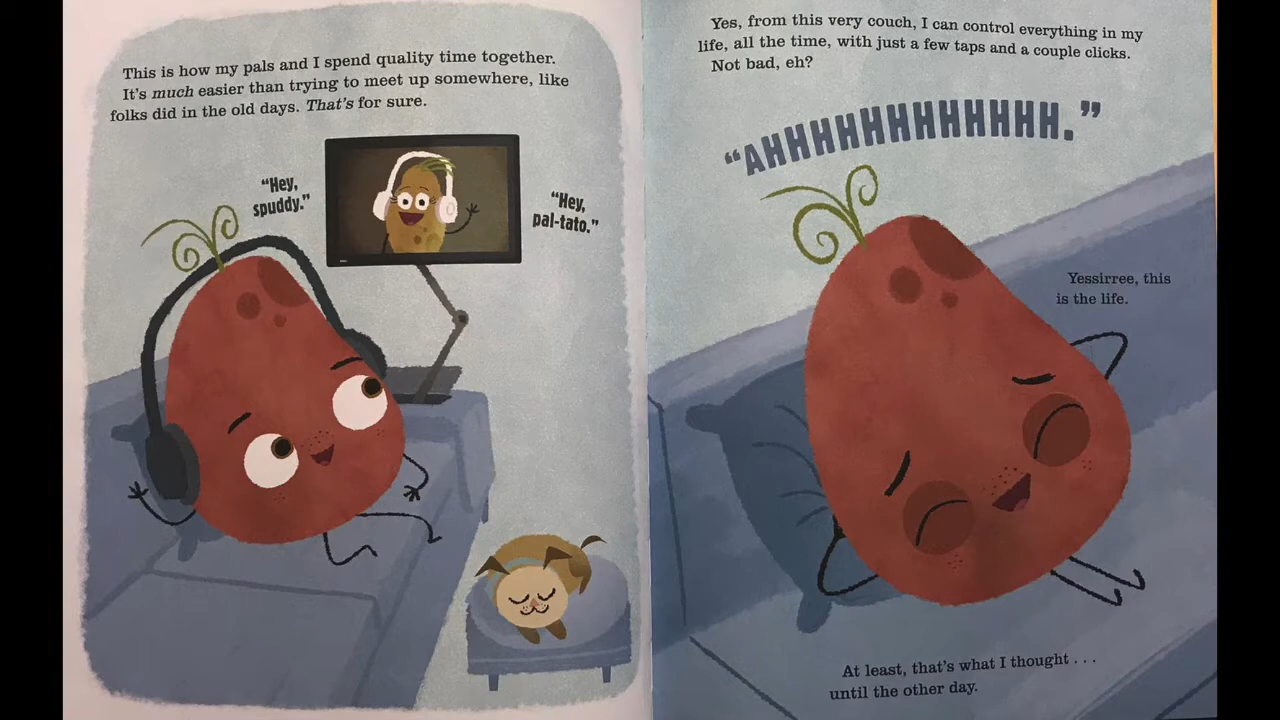 This is how my pals and I spend quality time together.
It's much easier than trying to meet up somewhere, like
folks did in the old days. That's for sure.
"Hey,
spuddy."
"Hey,
pal-tato."
Yes, from this very couch, I can control everything in my
life, all the time, with just a few taps and a couple clicks.
Not bad, eh?
"AHHHHHHHHHHHHH."
Yessirree, this
is the life.
At least, that's what I thought . . .
until the other day.